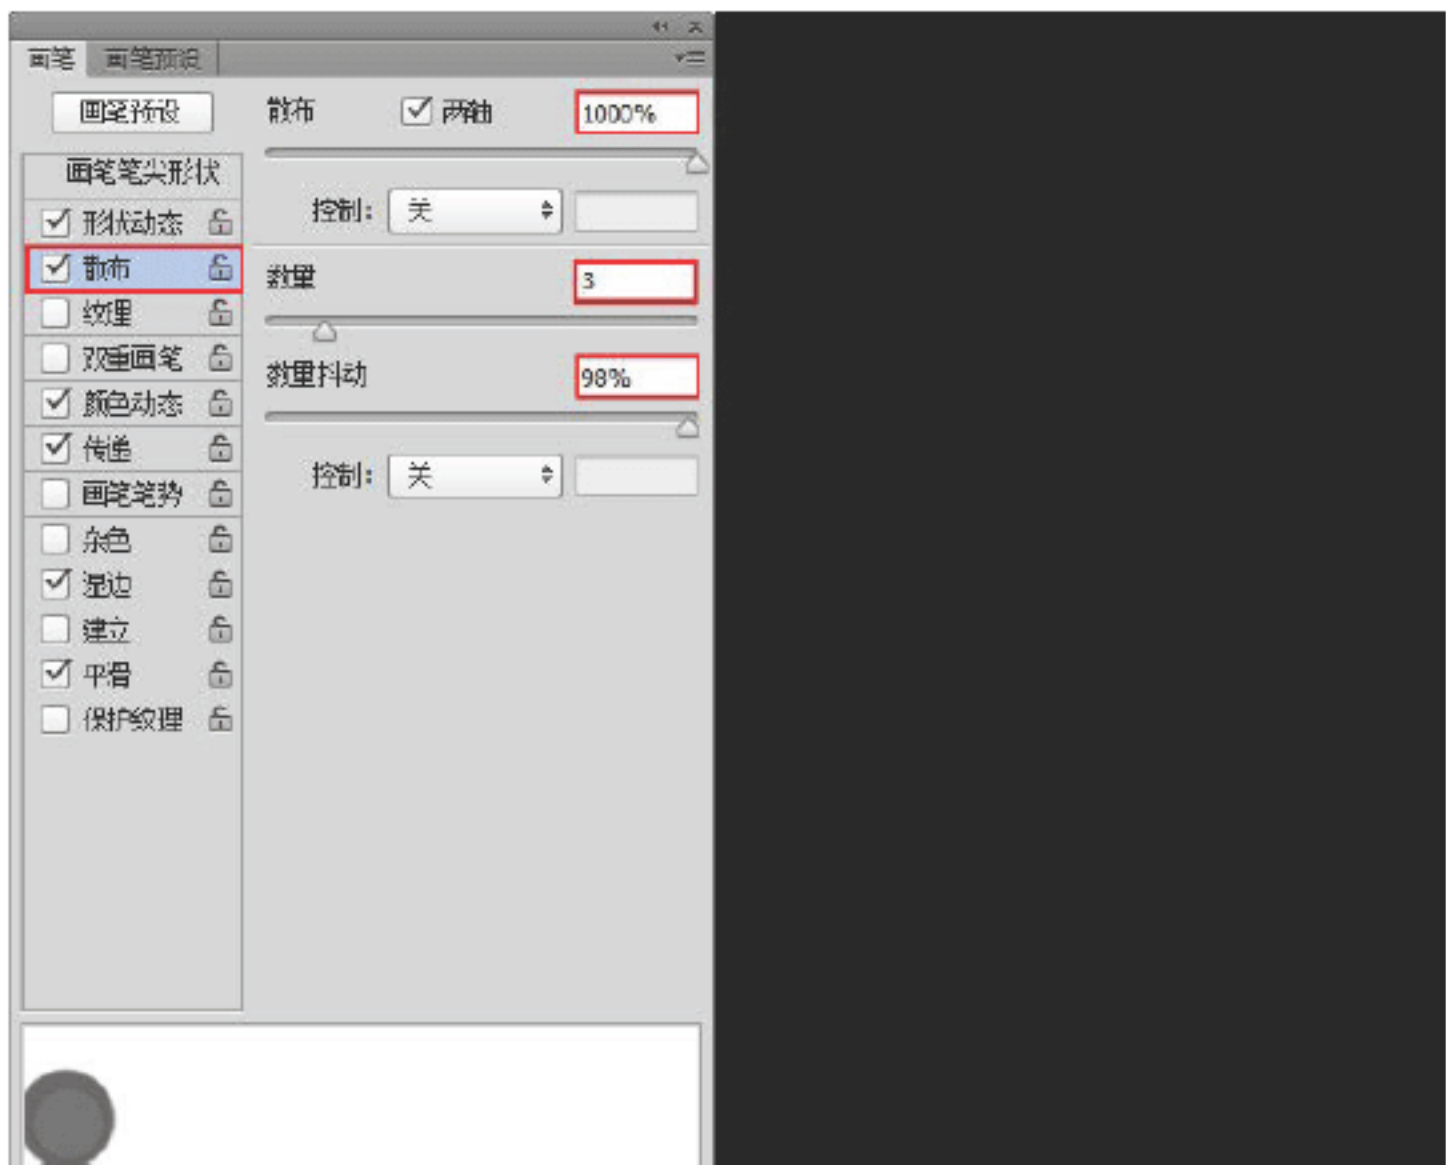 画笔 画笔预设
画笔预设
散布 两轴 1000%
画笔笔尖形状
控制: 关
形状动态
散布
数量 3
纹理
双重画笔
数量抖动 98%
颜色动态
传递
控制: 关
画笔笔势
杂色
湿边
建立
平滑
保护纹理